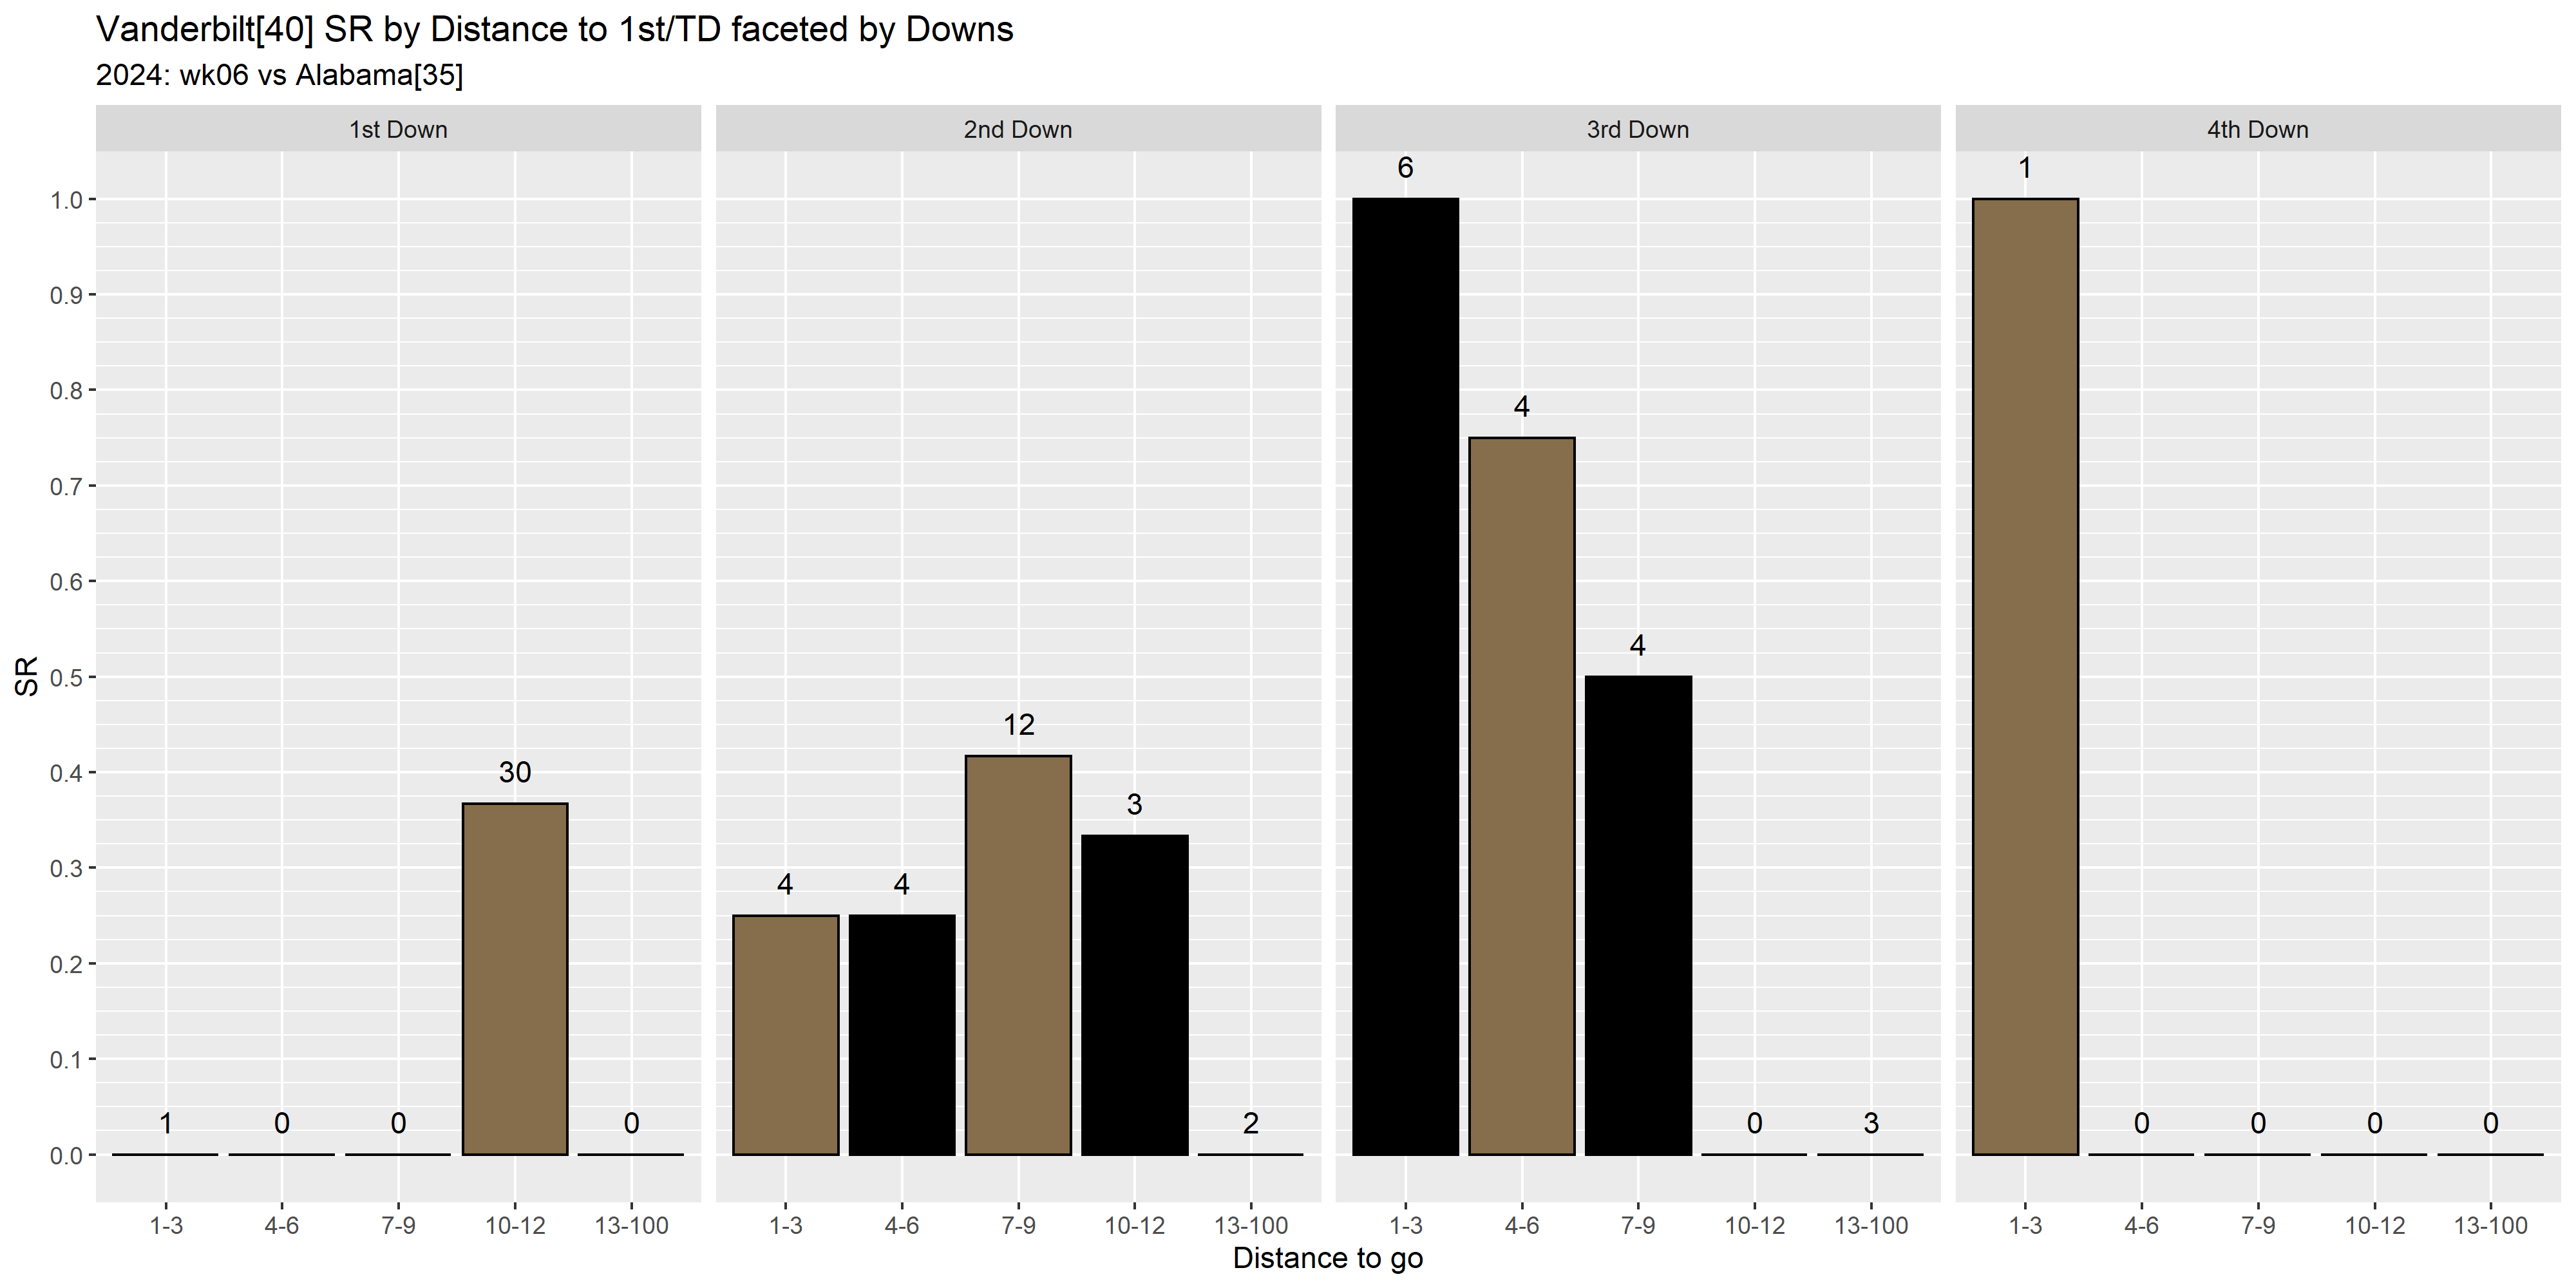 Vanderbilt[40] SR by Distance to 1st/TD faceted by Downs
2024: wk06 vs Alabama[35]
1st Down 2nd Down 3rd Down 4th Down
SR
1.0
0.9
0.8
0.7
0.6
0.5
0.4
0.3
0.2
0.1
0.0
1 0 0 30 0
4 4 12 3 2
6 4 4 0 3
1 0 0 0 0
1-3 4-6 7-9 10-12 13-100 1-3 4-6 7-9 10-12 13-100 1-3 4-6 7-9 10-12 13-100 1-3 4-6 7-9 10-12 13-100
Distance to go